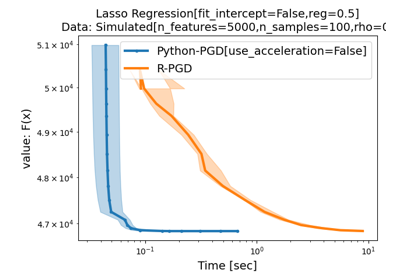 Lasso Regression[fit_intercept=False,reg=0.5]
Data: Simulated[n_features=5000,n_samples=100,rho=0
Python-PGD[use_acceleration=False]
R-PGD
value: F(x)
5.1 × 10⁴
5 × 10⁴
4.9 × 10⁴
4.8 × 10⁴
4.7 × 10⁴
10⁻¹ 10⁰ 10¹
Time [sec]